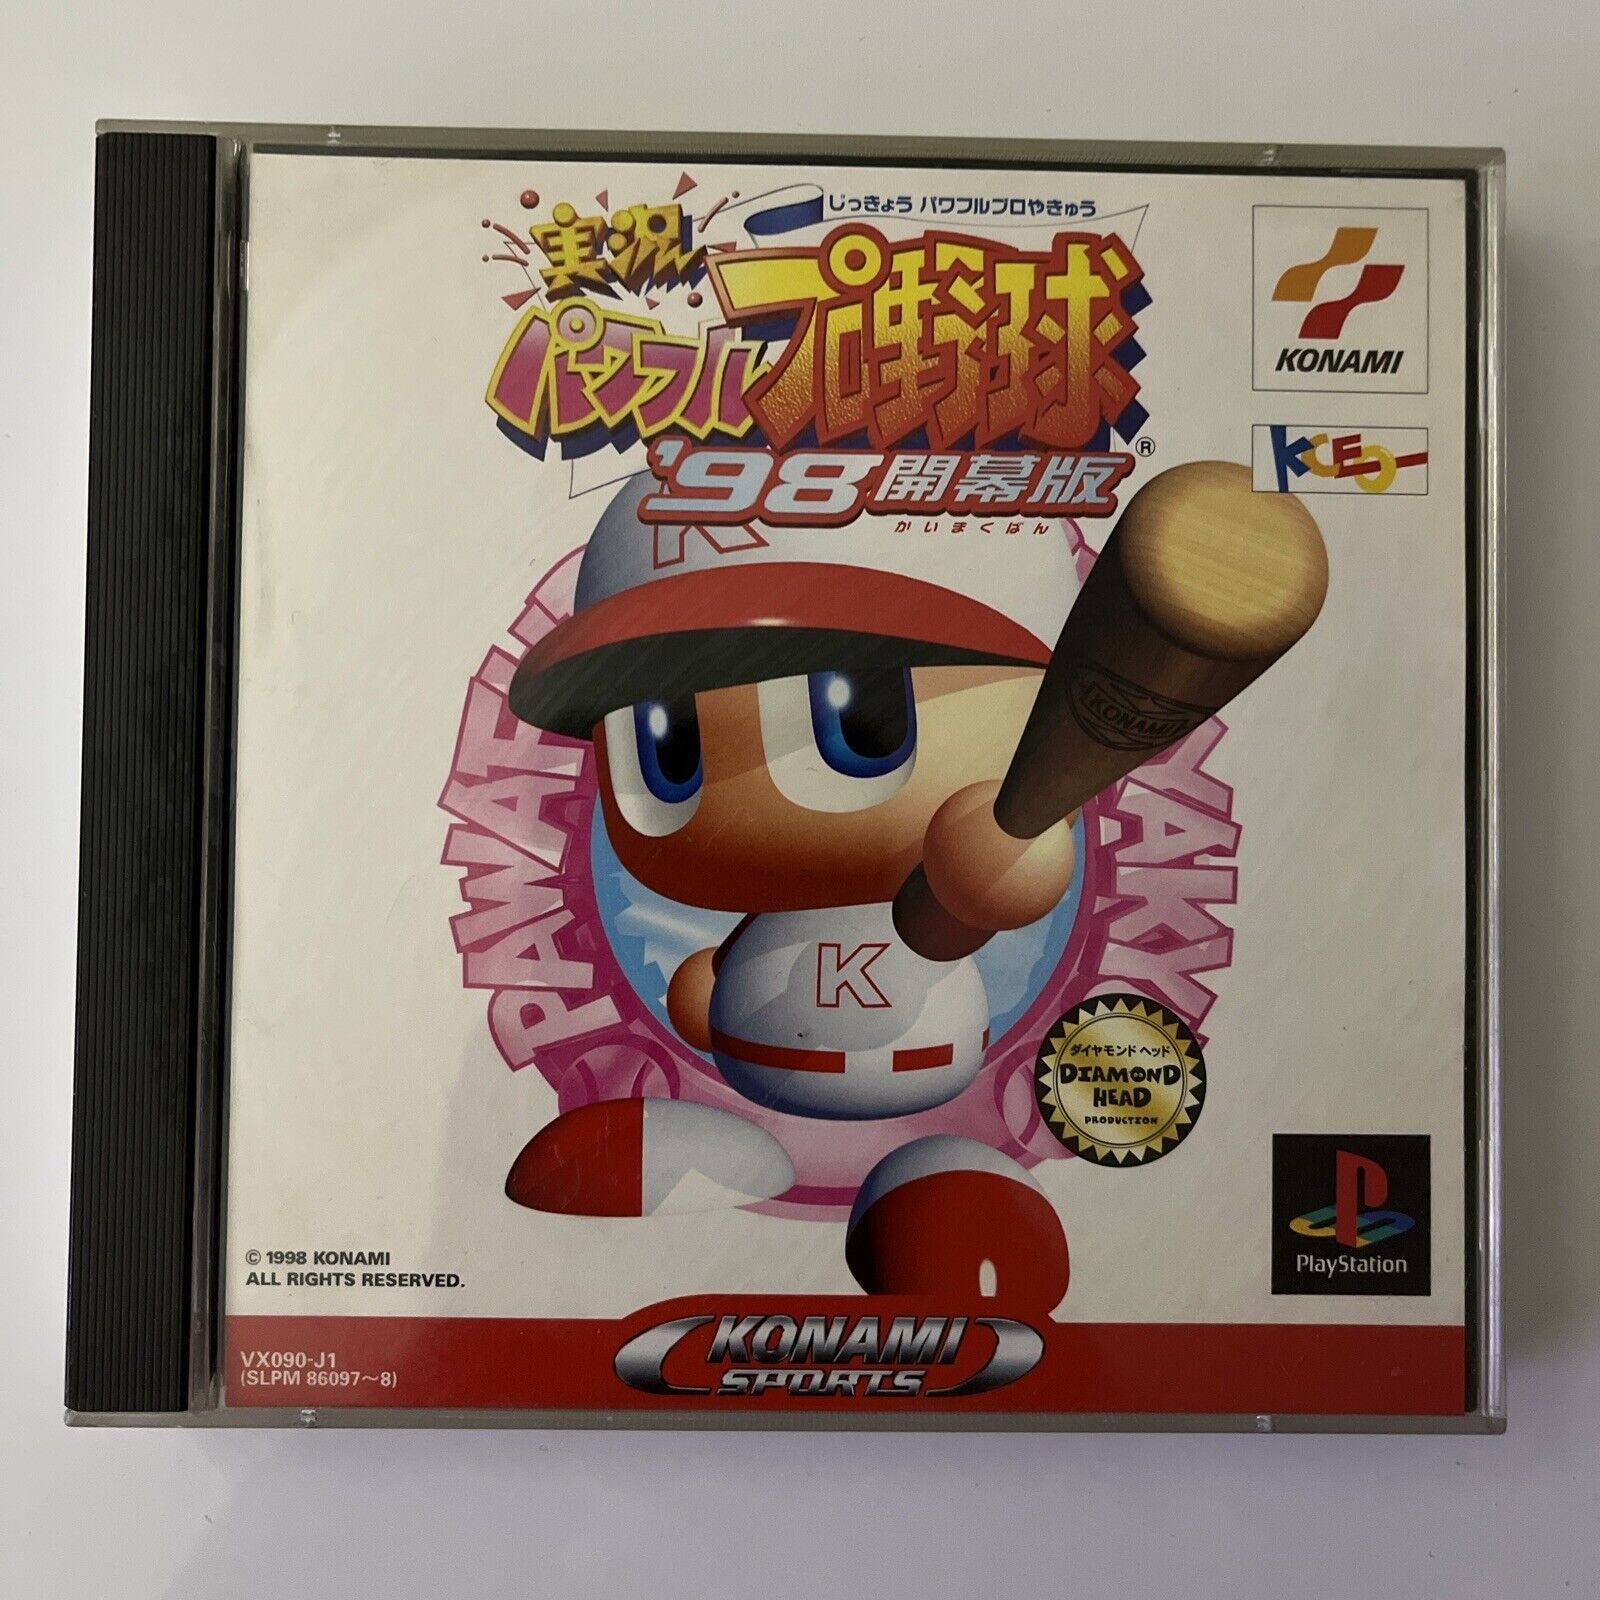 じっきょう パワフルプロやきゅう
実況
パワフル
プロ野球
®
'98 開幕版
かいまくばん
KONAMI
KCEO
K
KONAMI
PAWAF
YAKY
K
ダイヤモンドヘッド
DIAMOND
HEAD
PRODUCTION
PlayStation
© 1998 KONAMI
ALL RIGHTS RESERVED.
KONAMI
SPORTS
VX090-J1
(SLPM 86097〜8)